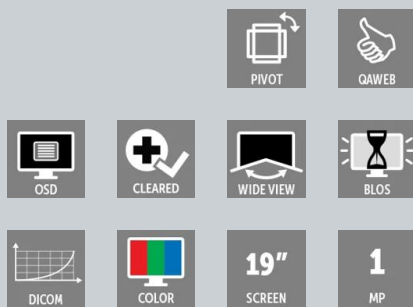 PIVOT
QAWEB
OSD
CLEARED
WIDE VIEW
BLOS
DICOM
COLOR
19"
SCREEN
1
MP